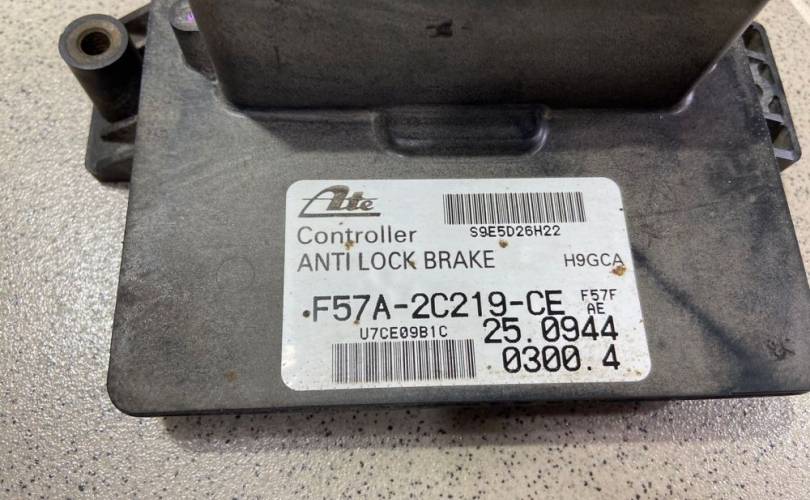 Ate
S9E5D26H22
Controller
ANTI LOCK BRAKE H9GCA
F57A-2C219-CE F57F
AE
U7CE09B1C 25.0944
0300.4